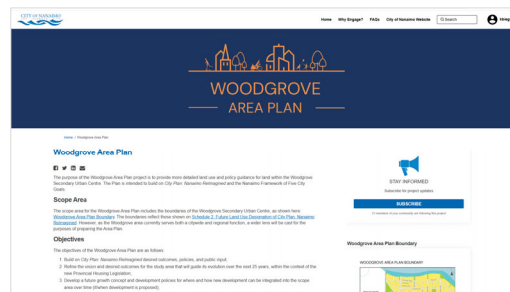 CITY OF NANAIMO
Home Why Engage? FAQs City of Nanaimo Website Search
WOODGROVE
AREA PLAN
Home / Woodgrove Area Plan
Woodgrove Area Plan
The purpose of the Woodgrove Area Plan project is to provide more detailed land use and policy guidance for land within the Woodgrove
Secondary Urban Centre. The Plan is intended to build on City Plan: Nanaimo Reimagined and the Nanaimo Framework of Five City
Goals.
Scope Area
The scope area for the Woodgrove Area Plan includes the boundaries of the Woodgrove Secondary Urban Centre, as shown here:
Woodgrove Area Plan Boundary. The boundaries reflect those shown on Schedule 2: Future Land Use Designation of City Plan: Nanaimo
Reimagined. However, as the Woodgrove area currently serves both a citywide and regional function, a wider lens will be cast for the
purposes of preparing the Area Plan.
Objectives
The objectives of the Woodgrove Area Plan are as follows:
1. Build on City Plan: Nanaimo Reimagined desired outcomes, policies, and public input.
2. Refine the vision and desired outcomes for the study area that will guide its evolution over the next 25 years, within the context of the
new Provincial Housing Legislation.
3. Develop a future growth concept and development policies for where and how new development can be integrated into the scope
area over time (if/when development is proposed).
STAY INFORMED
Subscribe for project updates
SUBSCRIBE
members of your community are following this project
Woodgrove Area Plan Boundary
WOODGROVE AREA PLAN BOUNDARY